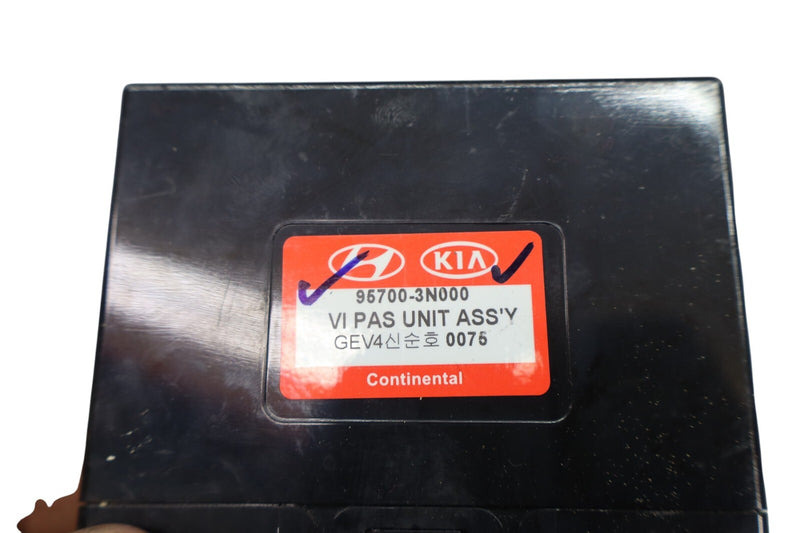 KIA
95700-3N000
VI PAS UNIT ASS'Y
GEV4신순호 0075
Continental